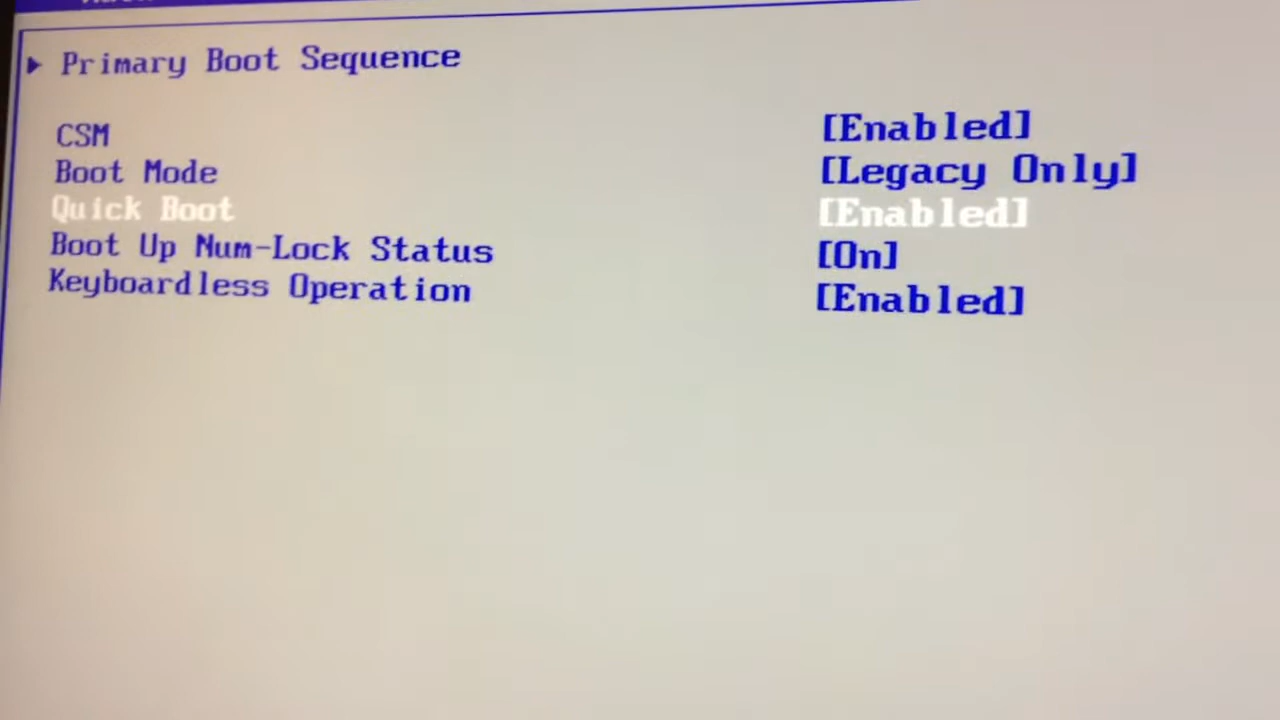 Primary Boot Sequence
CSM [Enabled]
Boot Mode [Legacy Only]
Quick Boot [Enabled]
Boot Up Num-Lock Status [On]
Keyboardless Operation [Enabled]